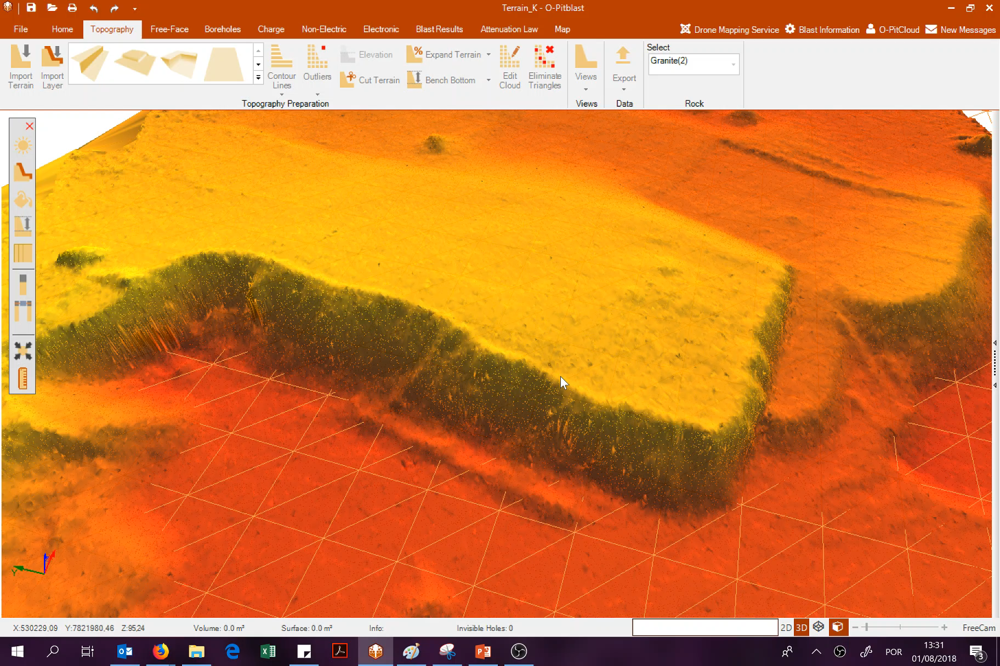 Terrain_K - O-Pitblast
File Home Topography Free-Face Boreholes Charge Non-Electric Electronic Blast Results Attenuation Law Map Drone Mapping Service Blast Information O-PitCloud New Messages
Import Terrain
Import Layer
Contour Lines
Outliers
Elevation
Cut Terrain
% Expand Terrain
Bench Bottom
Edit Cloud
Eliminate Triangles
Views
Export
Select
Granite(2)
Topography Preparation Views Data Rock
Y
X:530229,09 Y:7821980,46 Z:95,24 Volume: 0.0 m³ Surface: 0.0 m² Info: Invisible Holes: 0 2D 3D FreeCam
POR
13:31
01/08/2018
3